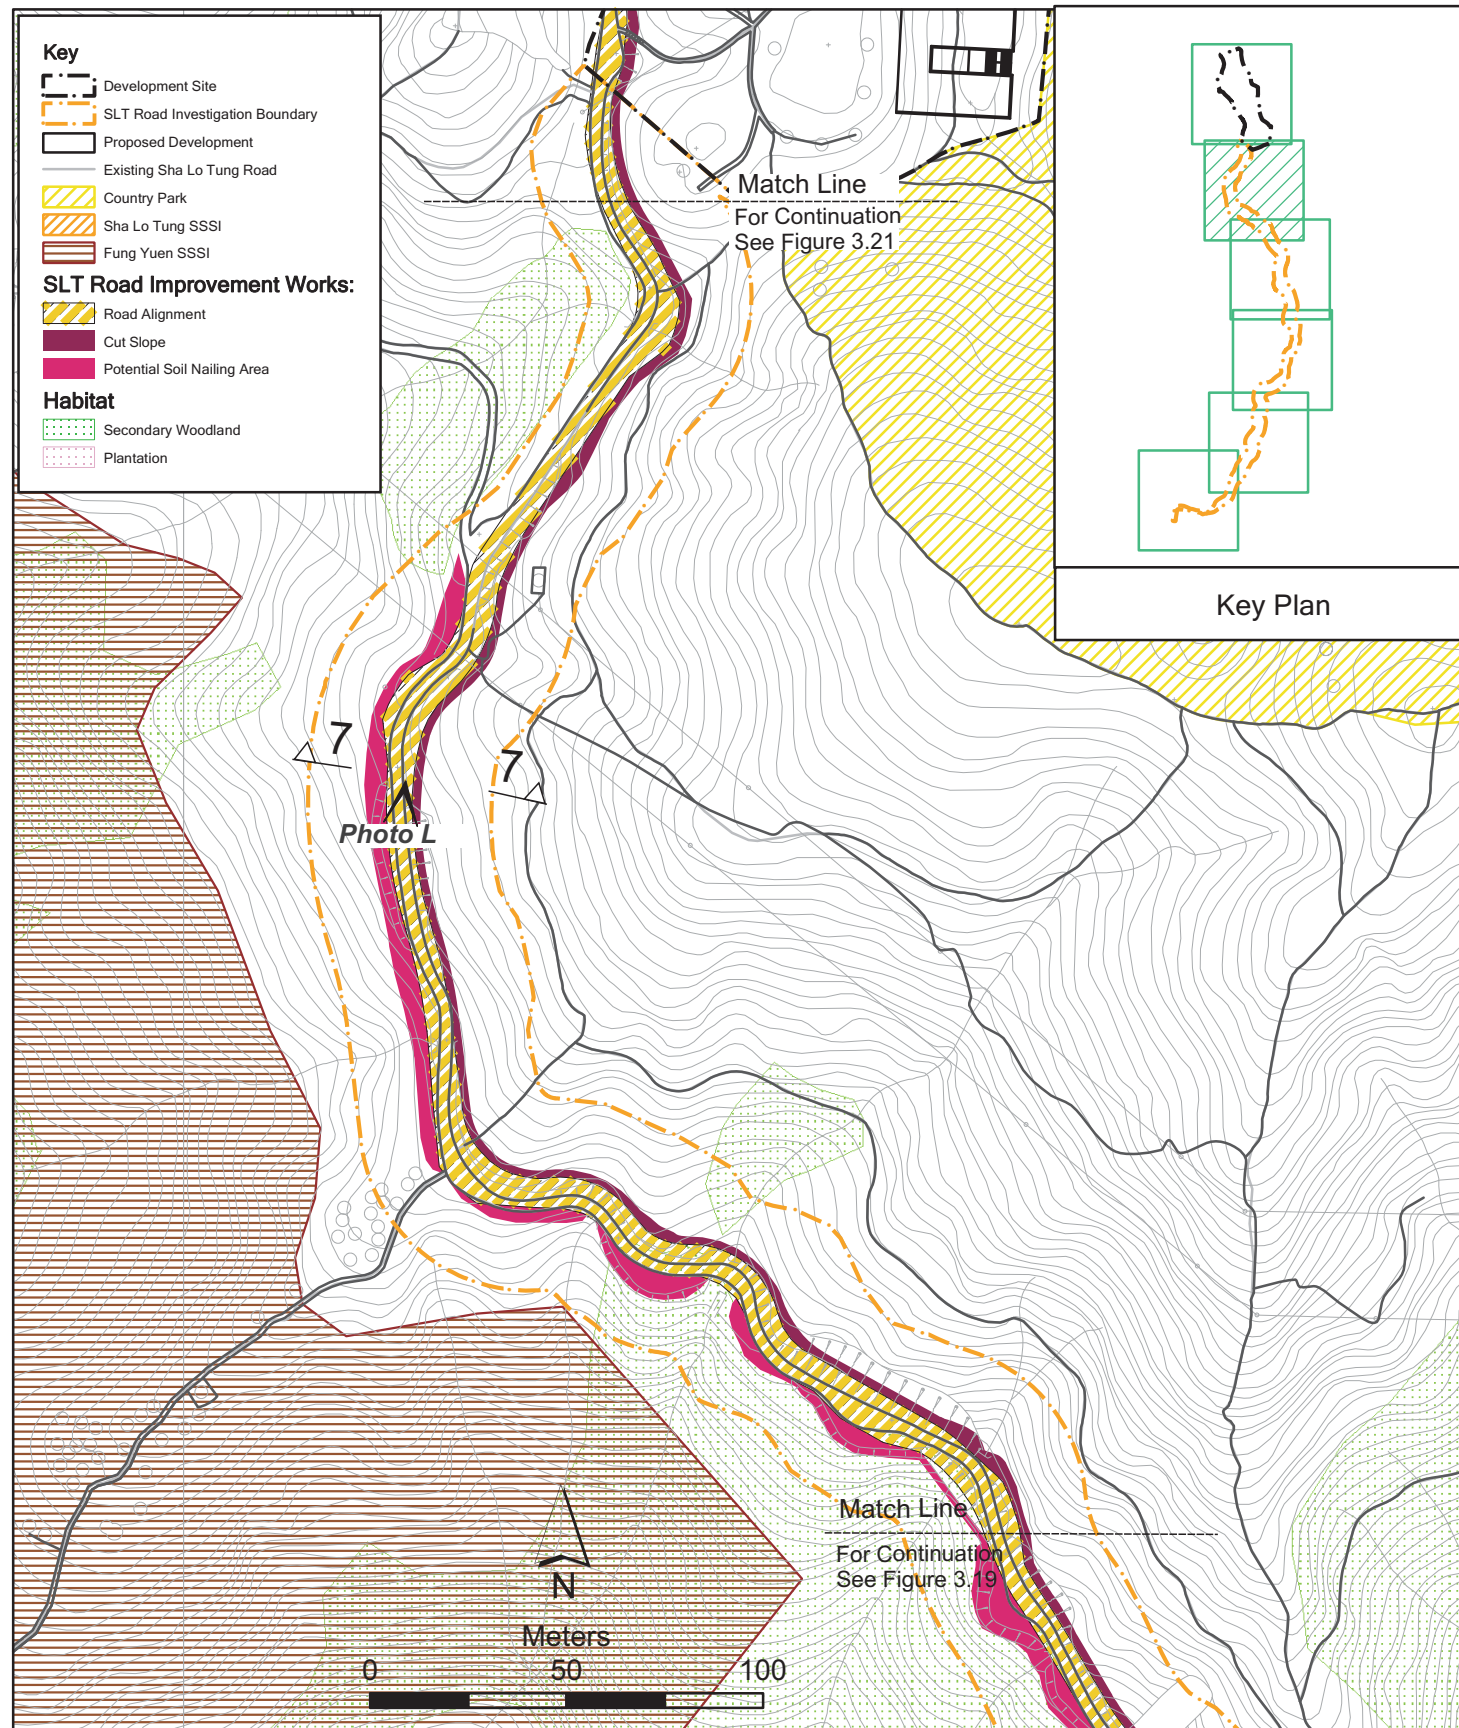 Key
Development Site
SLT Road Investigation Boundary
Proposed Development
Existing Sha Lo Tung Road
Country Park
Sha Lo Tung SSSI
Fung Yuen SSSI
SLT Road Improvement Works:
Road Alignment
Cut Slope
Potential Soil Nailing Area
Habitat
Secondary Woodland
Plantation
Match Line
For Continuation
See Figure 3.21
Key Plan
7
7
Photo L
Match Line
For Continuation
See Figure 3.19
N
Meters
0 50 100